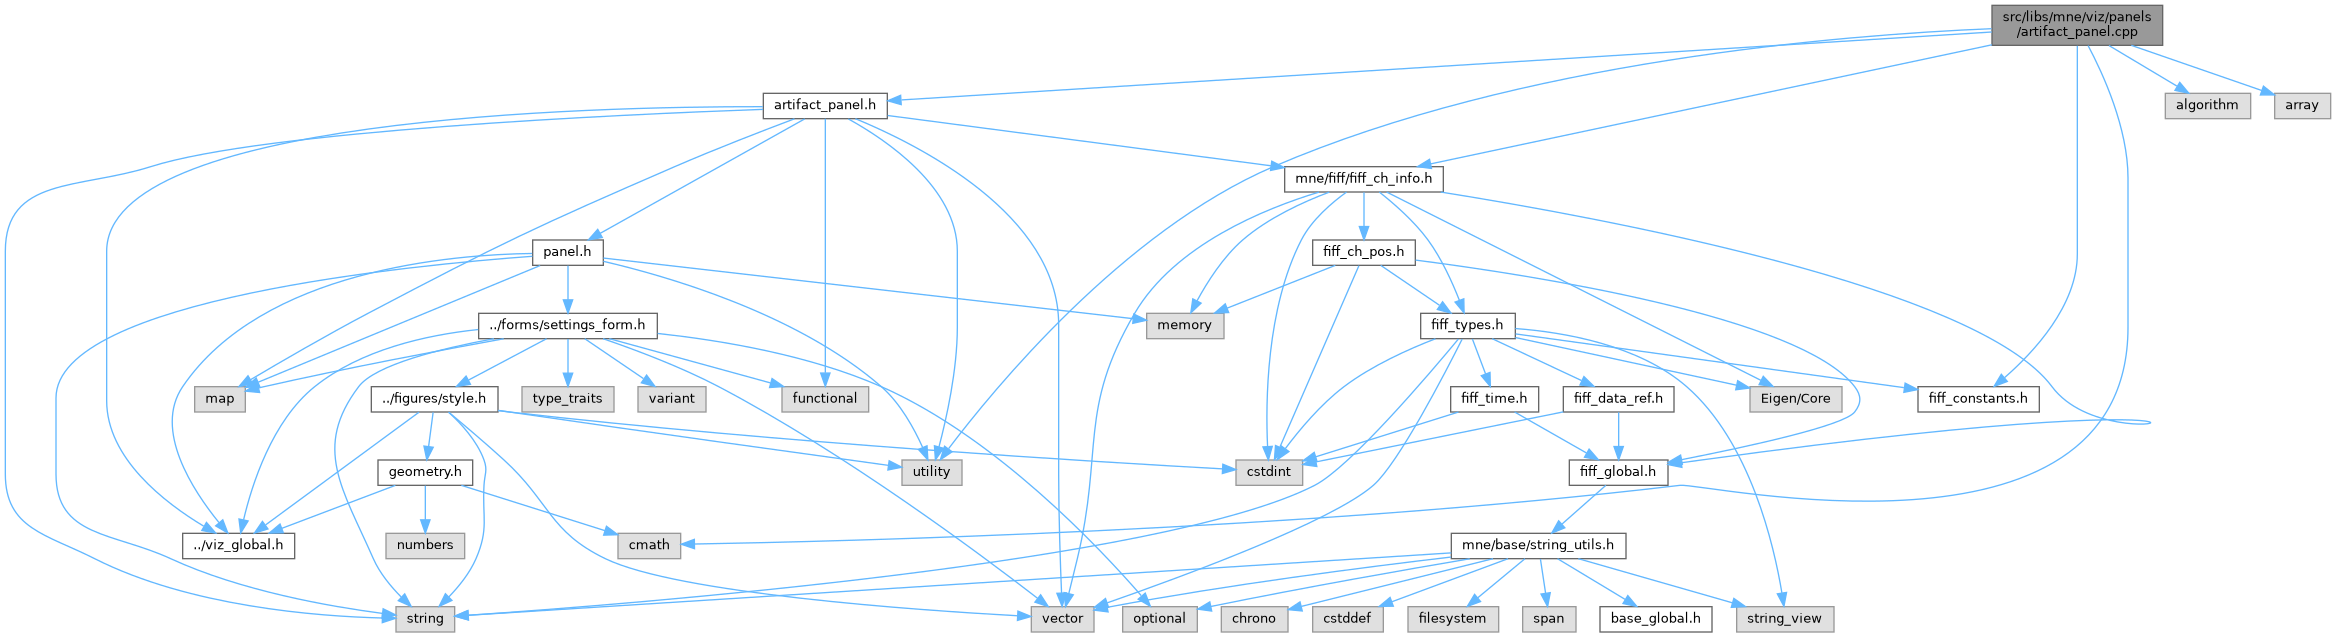 src/libs/mne/viz/panels
/artifact_panel.cpp
artifact_panel.h
algorithm
array
mne/fiff/fiff_ch_info.h
panel.h
fiff_ch_pos.h
../forms/settings_form.h
memory
fiff_types.h
map
../figures/style.h
type_traits
variant
functional
fiff_time.h
fiff_data_ref.h
Eigen/Core
fiff_constants.h
geometry.h
utility
cstdint
fiff_global.h
../viz_global.h
numbers
cmath
mne/base/string_utils.h
string
vector
optional
chrono
cstddef
filesystem
span
base_global.h
string_view